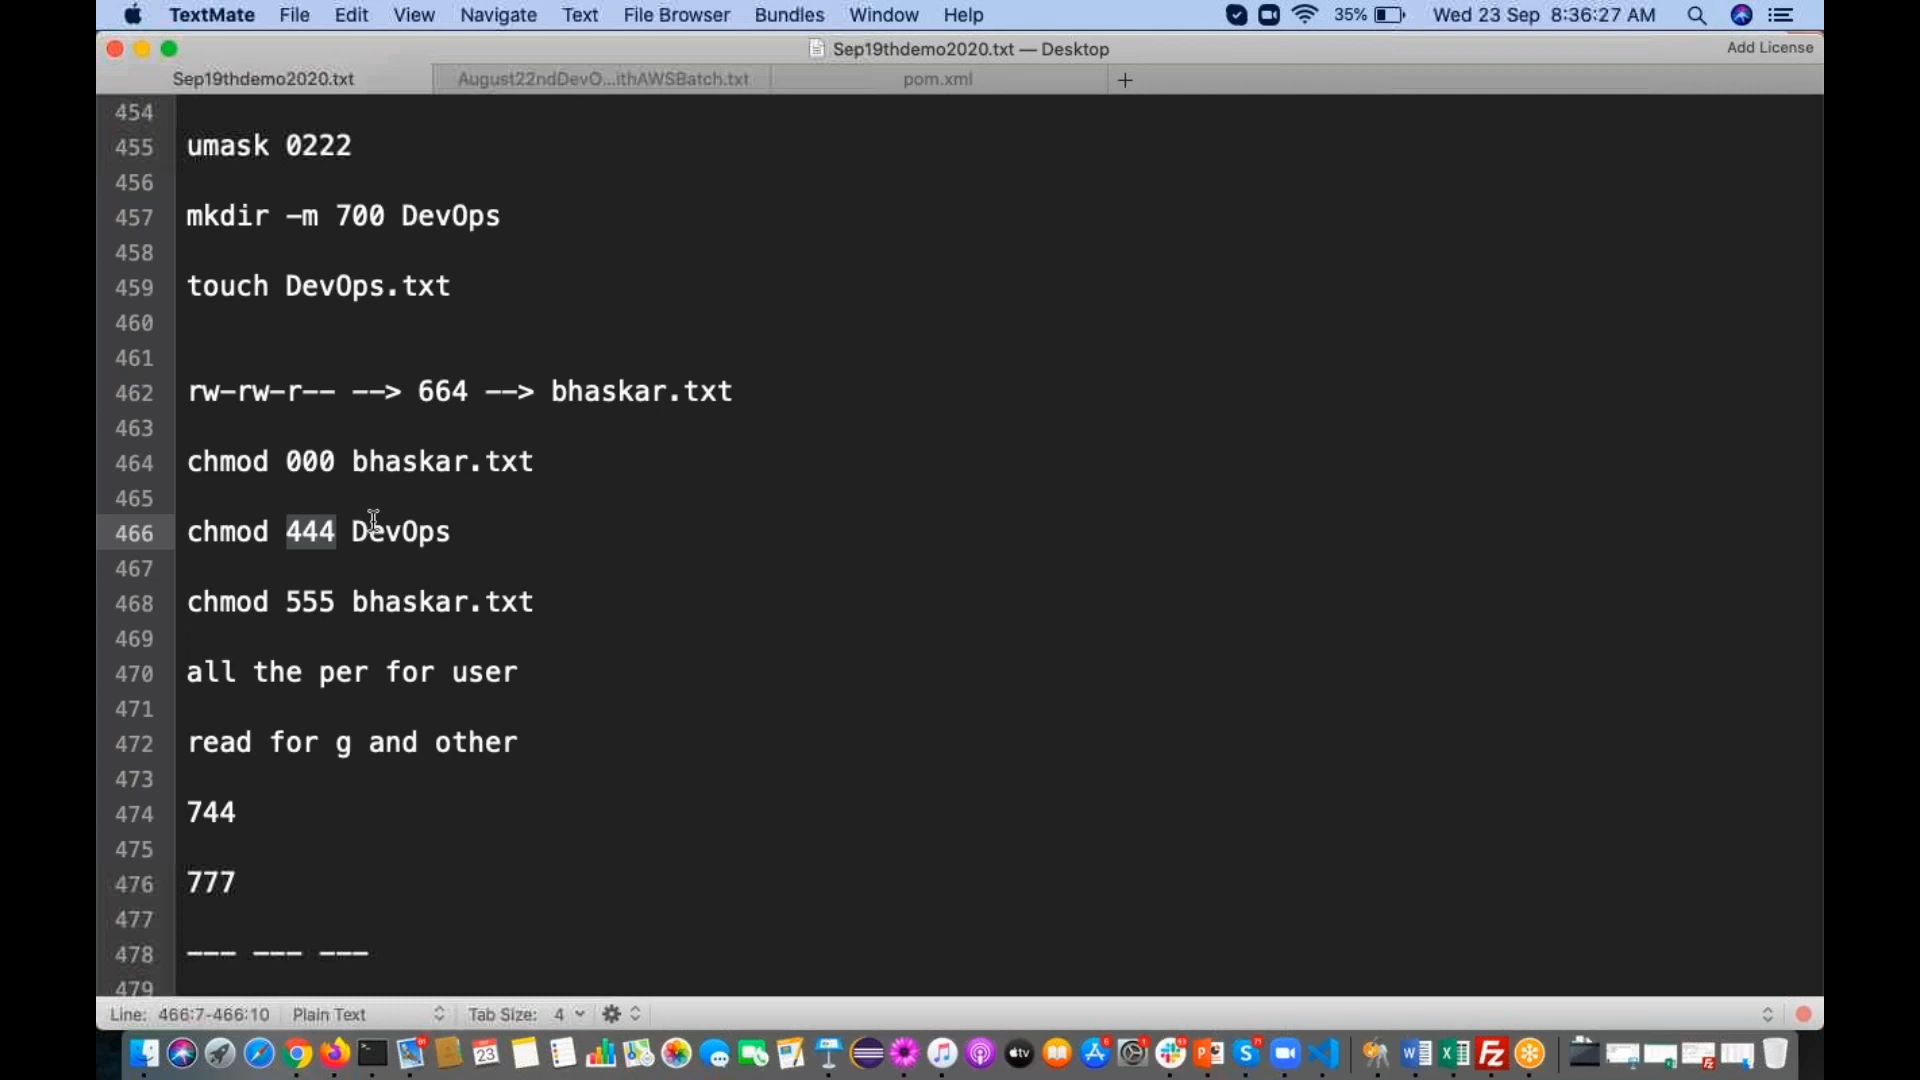 TextMate File Edit View Navigate Text File Browser Bundles Window Help 35% Wed 23 Sep 8:36:27 AM
Sep19thdemo2020.txt — Desktop Add License
Sep19thdemo2020.txt August22ndDevO...ithAWSBatch.txt pom.xml +
454
455 umask 0222
456
457 mkdir -m 700 DevOps
458
459 touch DevOps.txt
460
461
462 rw-rw-r-- --> 664 --> bhaskar.txt
463
464 chmod 000 bhaskar.txt
465
466 chmod 444 DevOps
467
468 chmod 555 bhaskar.txt
469
470 all the per for user
471
472 read for g and other
473
474 744
475
476 777
477
478 --- --- ---
479
Line: 466:7-466:10 Plain Text Tab Size: 4